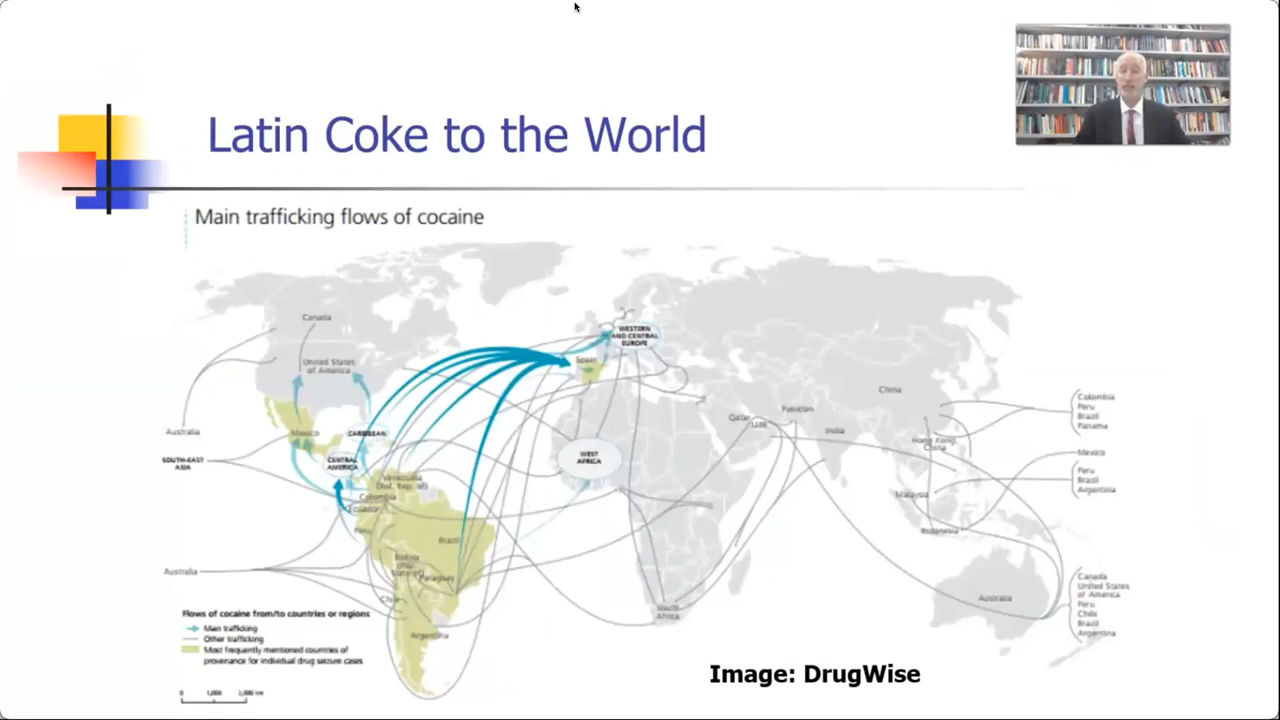 Latin Coke to the World
Main trafficking flows of cocaine
Canada
United States
of America
Australia
SOUTH-EAST
ASIA
Mexico
CARIBBEAN
CENTRAL
AMERICA
Venezuela
(Bol. Rep. of)
Colombia
Ecuador
Peru
Brazil
Bolivia
(Plur.
State of)
Paraguay
Chile
Argentina
Australia
WESTERN
AND CENTRAL
EUROPE
Spain
WEST
AFRICA
South
Africa
Qatar
UAE
Pakistan
India
China
Hong Kong,
China
Malaysia
Indonesia
Australia
Colombia
Peru
Brazil
Panama
Mexico
Peru
Brazil
Argentina
Canada
United States
of America
Peru
Chile
Brazil
Argentina
Flows of cocaine from/to countries or regions
Main trafficking
Other trafficking
Most frequently mentioned countries of
provenance for individual drug seizure cases
0 1,000 2,000 km
Image: DrugWise